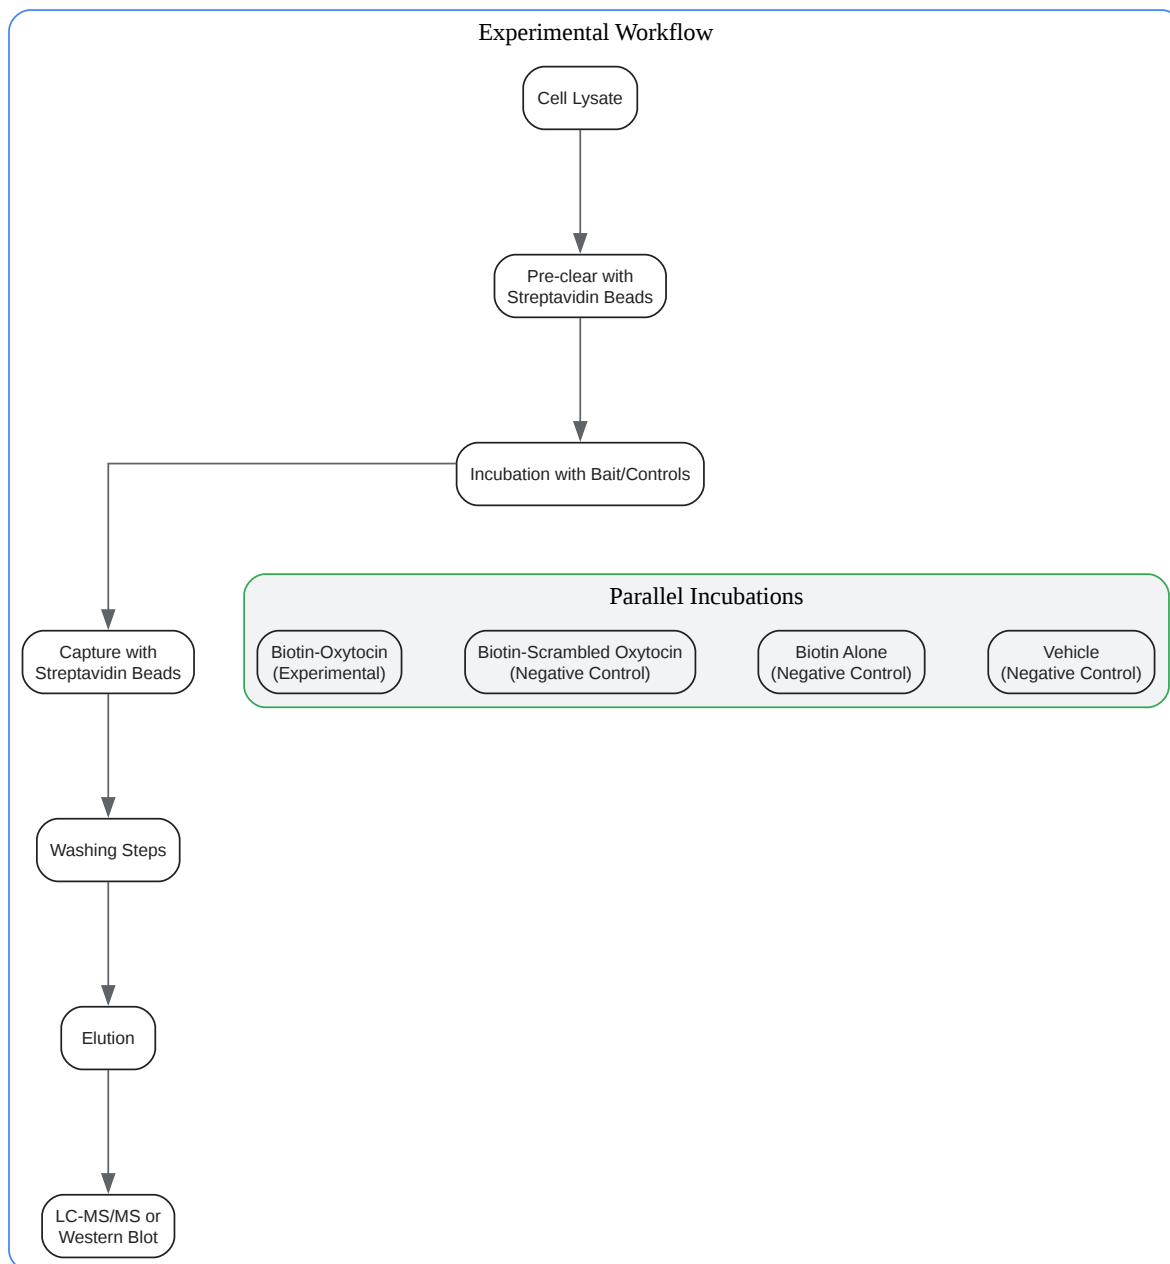 Experimental Workflow
Cell Lysate
Pre-clear with
Streptavidin Beads
Incubation with Bait/Controls
Parallel Incubations
Capture with
Streptavidin Beads
Biotin-Oxytocin
(Experimental)
Biotin-Scrambled Oxytocin
(Negative Control)
Biotin Alone
(Negative Control)
Vehicle
(Negative Control)
Washing Steps
Elution
LC-MS/MS or
Western Blot